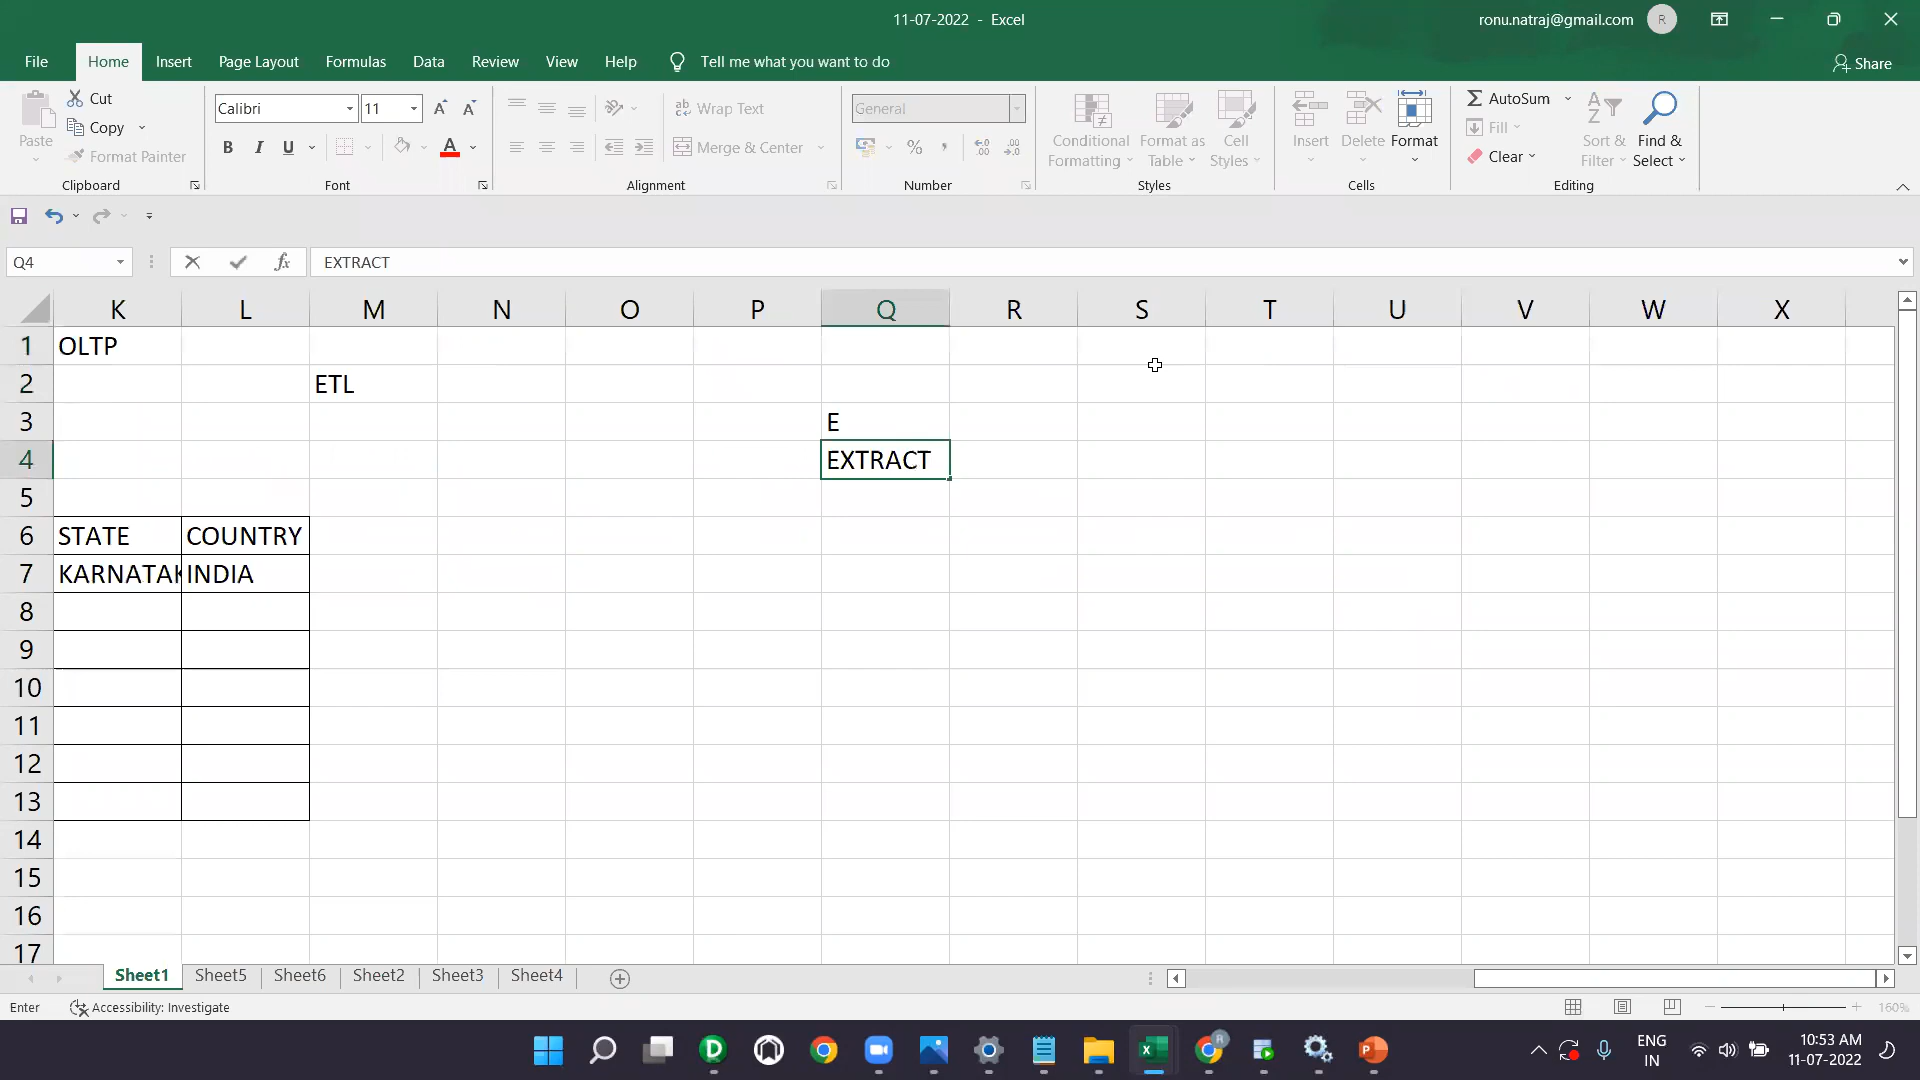 11-07-2022 - Excel
ronu.natraj@gmail.com R
File Home Insert Page Layout Formulas Data Review View Help Tell me what you want to do Share
Paste
Cut
Copy
Format Painter
Clipboard
Calibri 11
B I U A
Font
Wrap Text
Merge & Center
Alignment
General
% ,
Number
Conditional Formatting
Format as Table
Cell Styles
Styles
Insert
Delete
Format
Cells
AutoSum
Fill
Clear
Sort & Filter
Find & Select
Editing
Q4 fx EXTRACT
K L M N O P Q R S T U V W X
1 OLTP
2 ETL
3 E
4 EXTRACT
5
6 STATE COUNTRY
7 KARNATAK INDIA
8
9
10
11
12
13
14
15
16
17
Sheet1 Sheet5 Sheet6 Sheet2 Sheet3 Sheet4
Enter Accessibility: Investigate 160%
ENG
IN
10:53 AM
11-07-2022